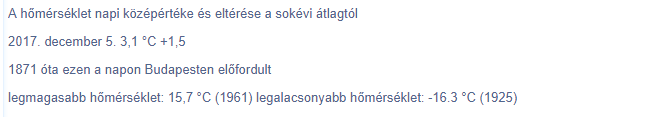 A hőmérséklet napi középértéke és eltérése a sokévi átlagtól
2017. december 5. 3,1 °C +1,5
1871 óta ezen a napon Budapesten előfordult
legmagasabb hőmérséklet: 15,7 °C (1961) legalacsonyabb hőmérséklet: -16.3 °C (1925)